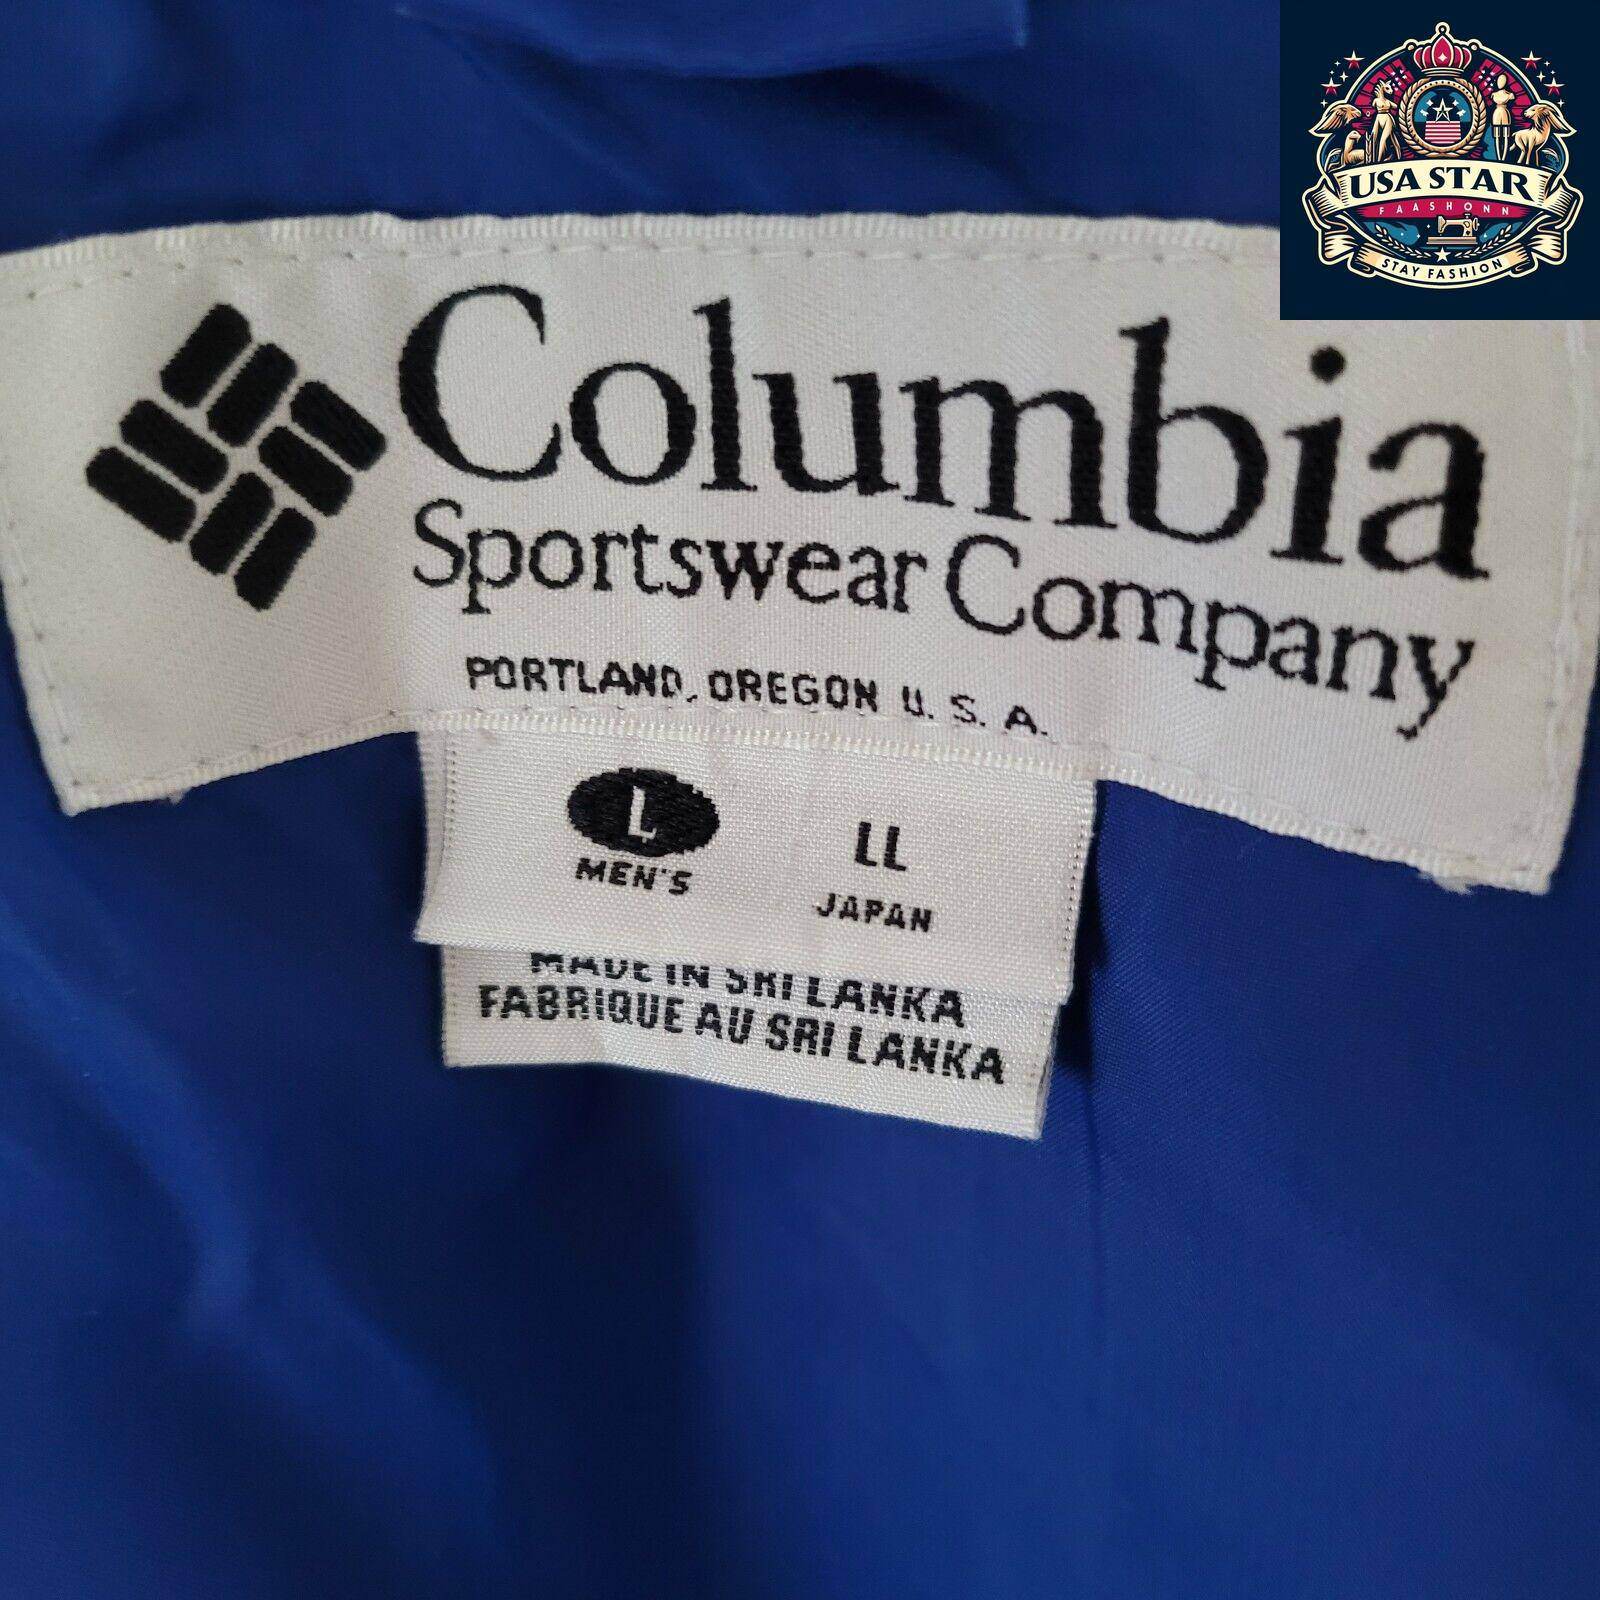 USA STAR
FAASHONN
STAY FASHION
Columbia
Sportswear Company
PORTLAND, OREGON U.S.A.
L LL
MEN'S JAPAN
MADE IN SRI LANKA
FABRIQUE AU SRI LANKA